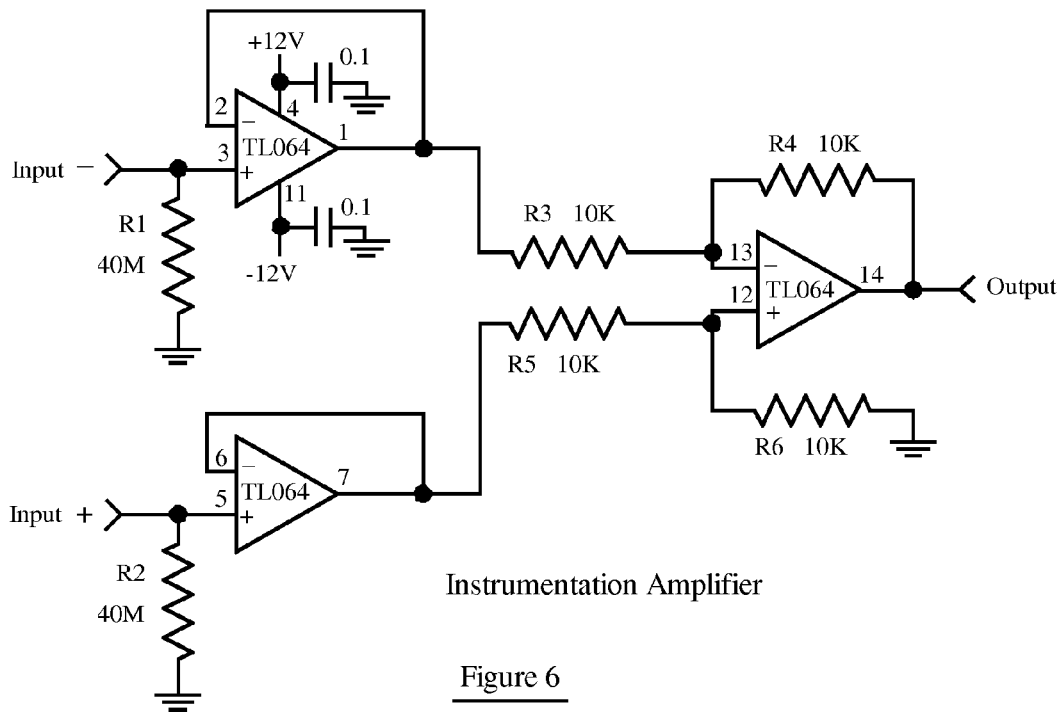 +12V
0.1
2
−
4
TL064
1
Input −
3
+
11
0.1
-12V
R1
40M
R3 10K
R4 10K
13
−
TL064
14
12
+
Output
R5 10K
R6 10K
6
−
TL064
7
Input +
5
+
R2
40M
Instrumentation Amplifier
Figure 6